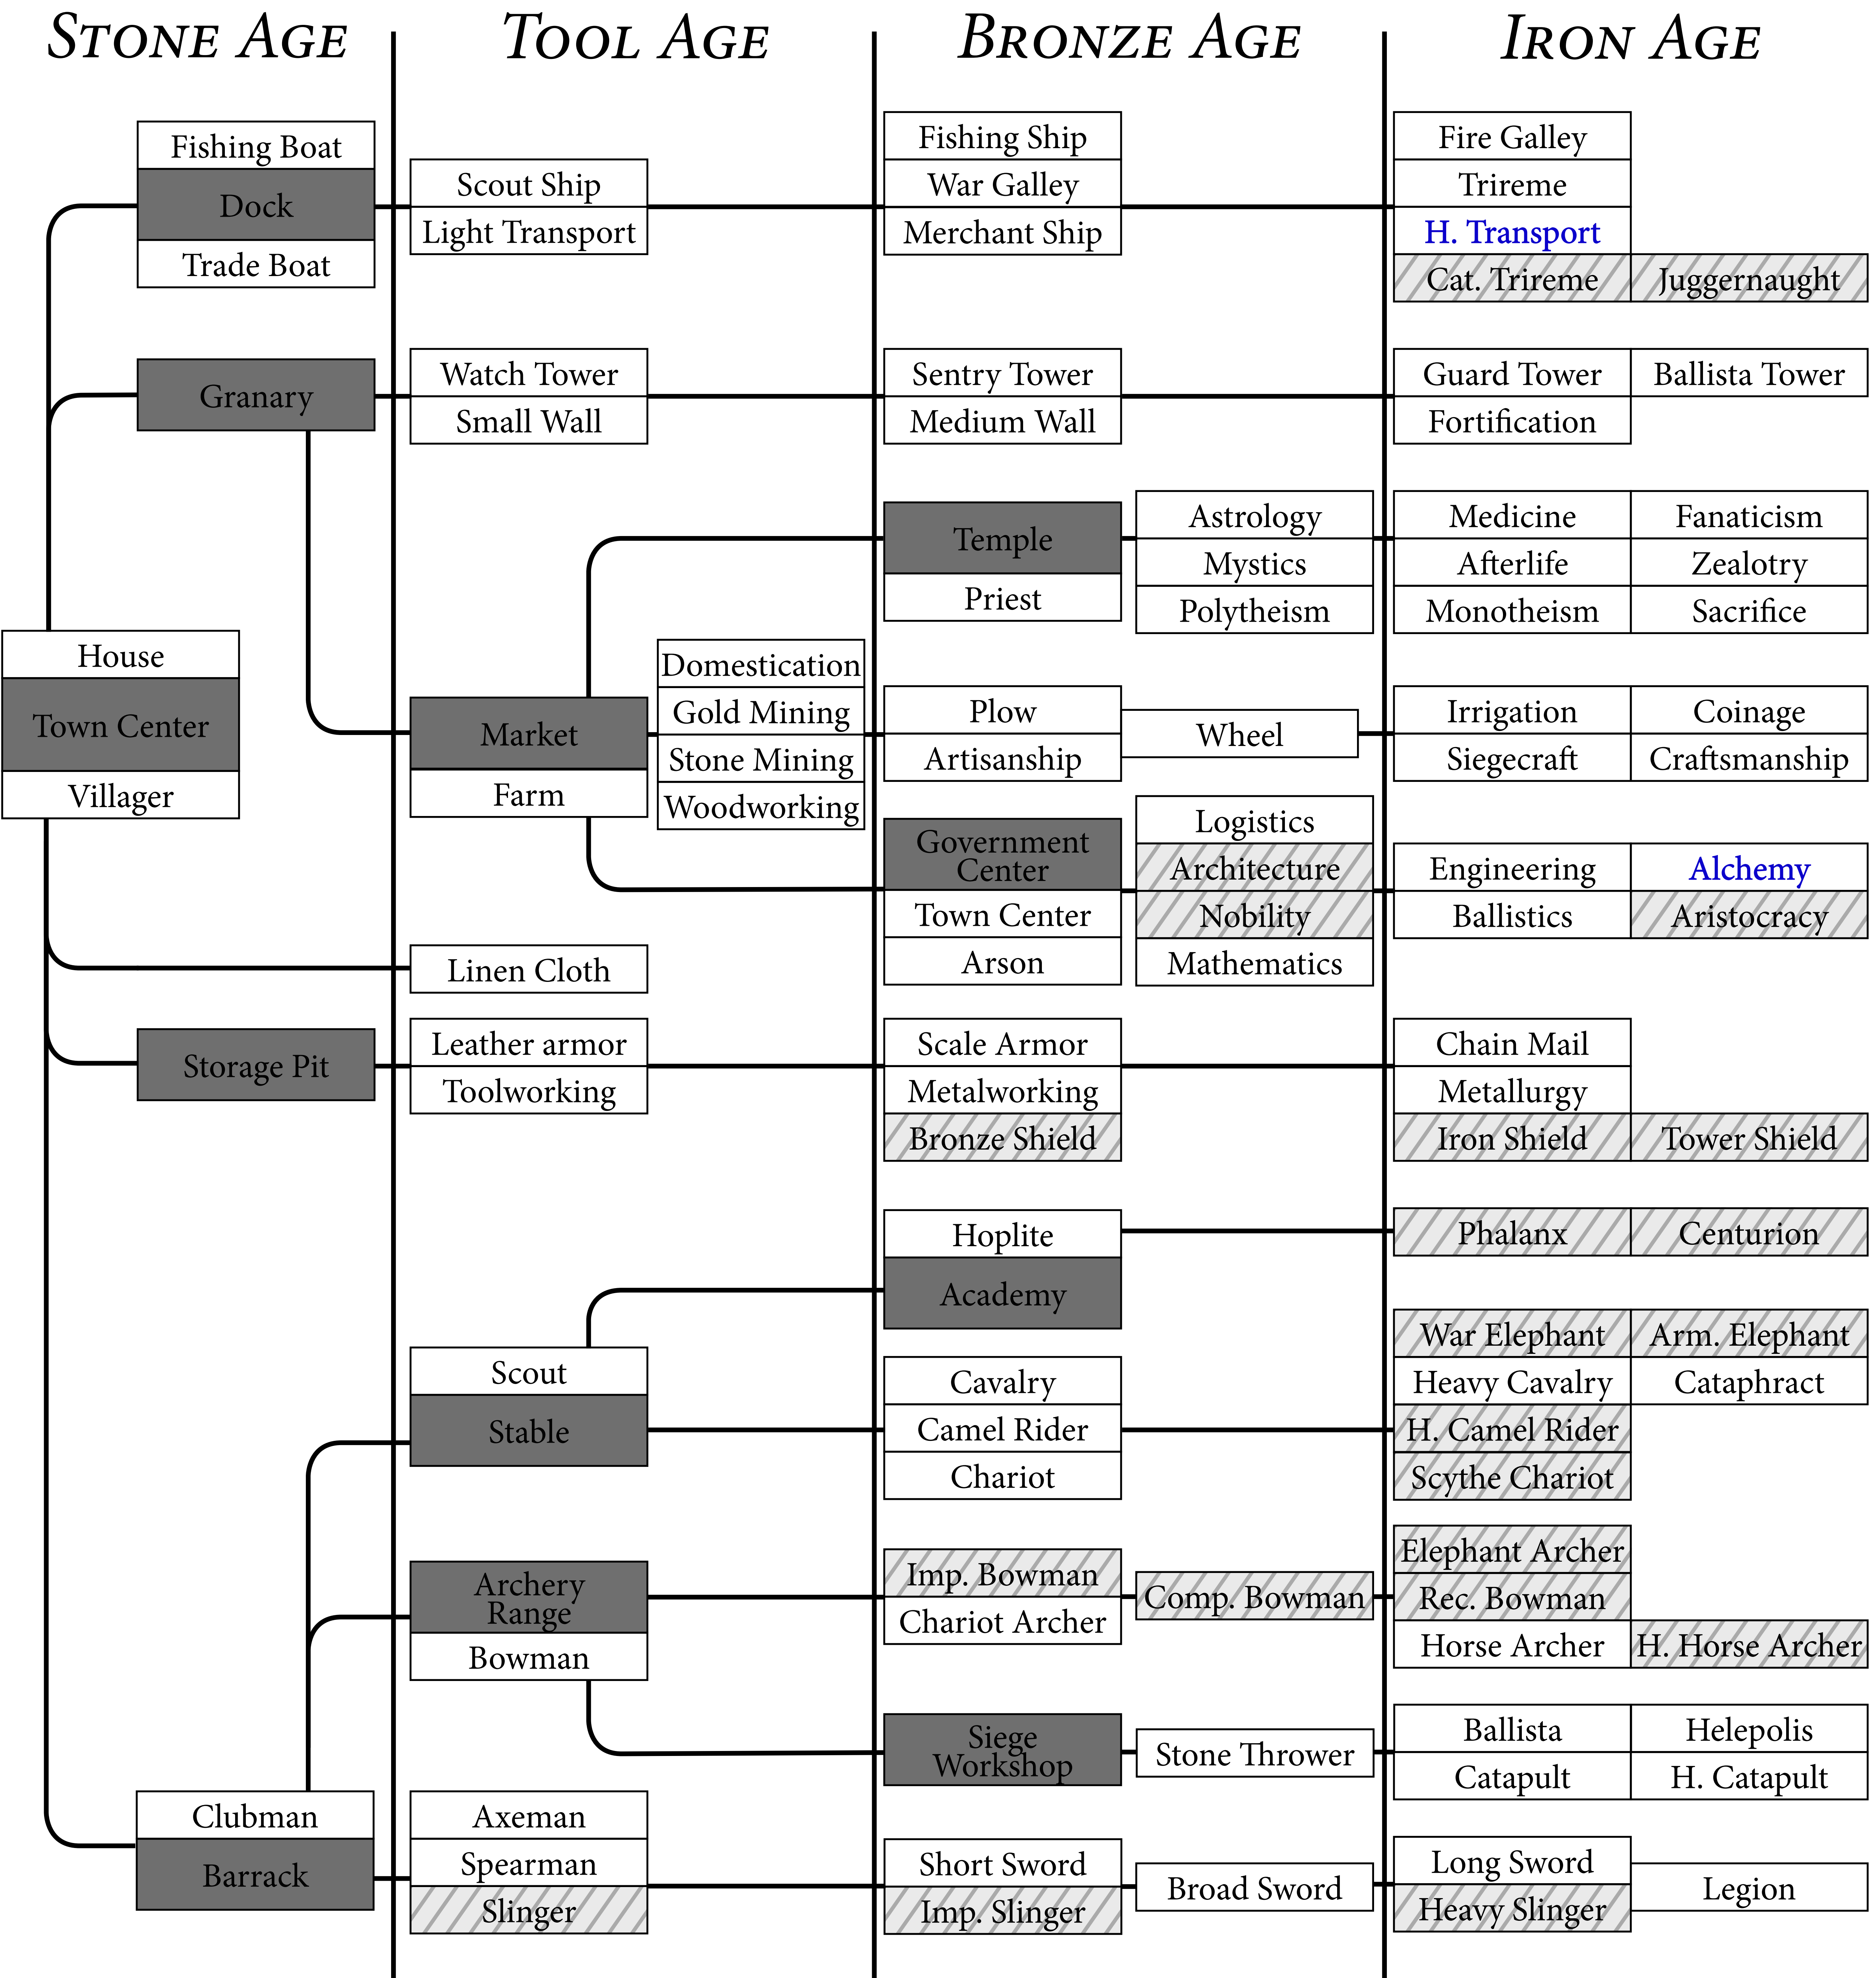 STONE AGE
TOOL AGE
BRONZE AGE
IRON AGE
Fishing Boat
Dock
Trade Boat
Scout Ship
Light Transport
Fishing Ship
War Galley
Merchant Ship
Fire Galley
Trireme
H. Transport
Cat. Trireme
Juggernaught
Granary
Watch Tower
Small Wall
Sentry Tower
Medium Wall
Guard Tower
Ballista Tower
Fortification
Temple
Priest
Astrology
Mystics
Polytheism
Medicine
Fanaticism
Afterlife
Zealotry
Monotheism
Sacrifice
House
Town Center
Villager
Market
Farm
Domestication
Gold Mining
Stone Mining
Woodworking
Plow
Artisanship
Wheel
Irrigation
Coinage
Siegecraft
Craftsmanship
Government
Center
Town Center
Arson
Logistics
Architecture
Nobility
Mathematics
Engineering
Alchemy
Ballistics
Aristocracy
Linen Cloth
Storage Pit
Leather armor
Toolworking
Scale Armor
Metalworking
Bronze Shield
Chain Mail
Metallurgy
Iron Shield
Tower Shield
Hoplite
Academy
Phalanx
Centurion
Scout
Stable
Cavalry
Camel Rider
Chariot
War Elephant
Arm. Elephant
Heavy Cavalry
Cataphract
H. Camel Rider
Scythe Chariot
Archery
Range
Bowman
Imp. Bowman
Chariot Archer
Comp. Bowman
Elephant Archer
Rec. Bowman
Horse Archer
H. Horse Archer
Siege
Workshop
Stone Thrower
Ballista
Helepolis
Catapult
H. Catapult
Clubman
Barrack
Axeman
Spearman
Slinger
Short Sword
Imp. Slinger
Broad Sword
Long Sword
Heavy Slinger
Legion